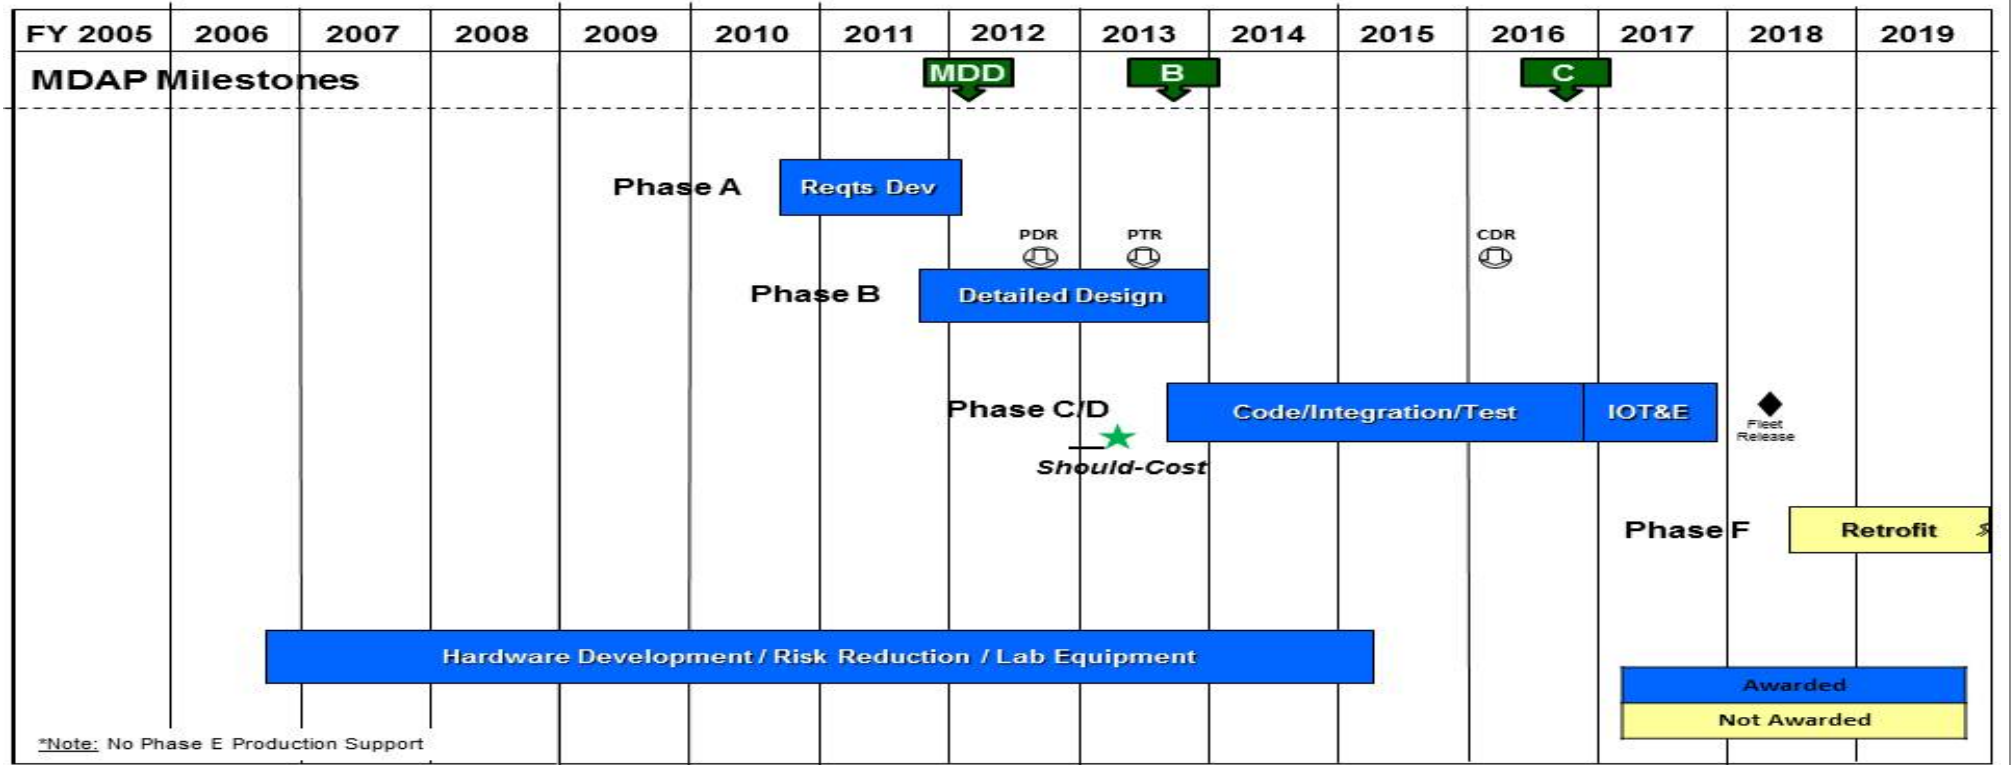 FY 2005 2006 2007 2008 2009 2010 2011 2012 2013 2014 2015 2016 2017 2018 2019
MDAP Milestones MDD B C
Phase A Reqts Dev
PDR PTR CDR
Phase B Detailed Design
Phase C/D Code/Integration/Test IOT&E
Fleet
Release
Should-Cost
Phase F Retrofit
Hardware Development / Risk Reduction / Lab Equipment
Awarded
Not Awarded
*Note: No Phase E Production Support